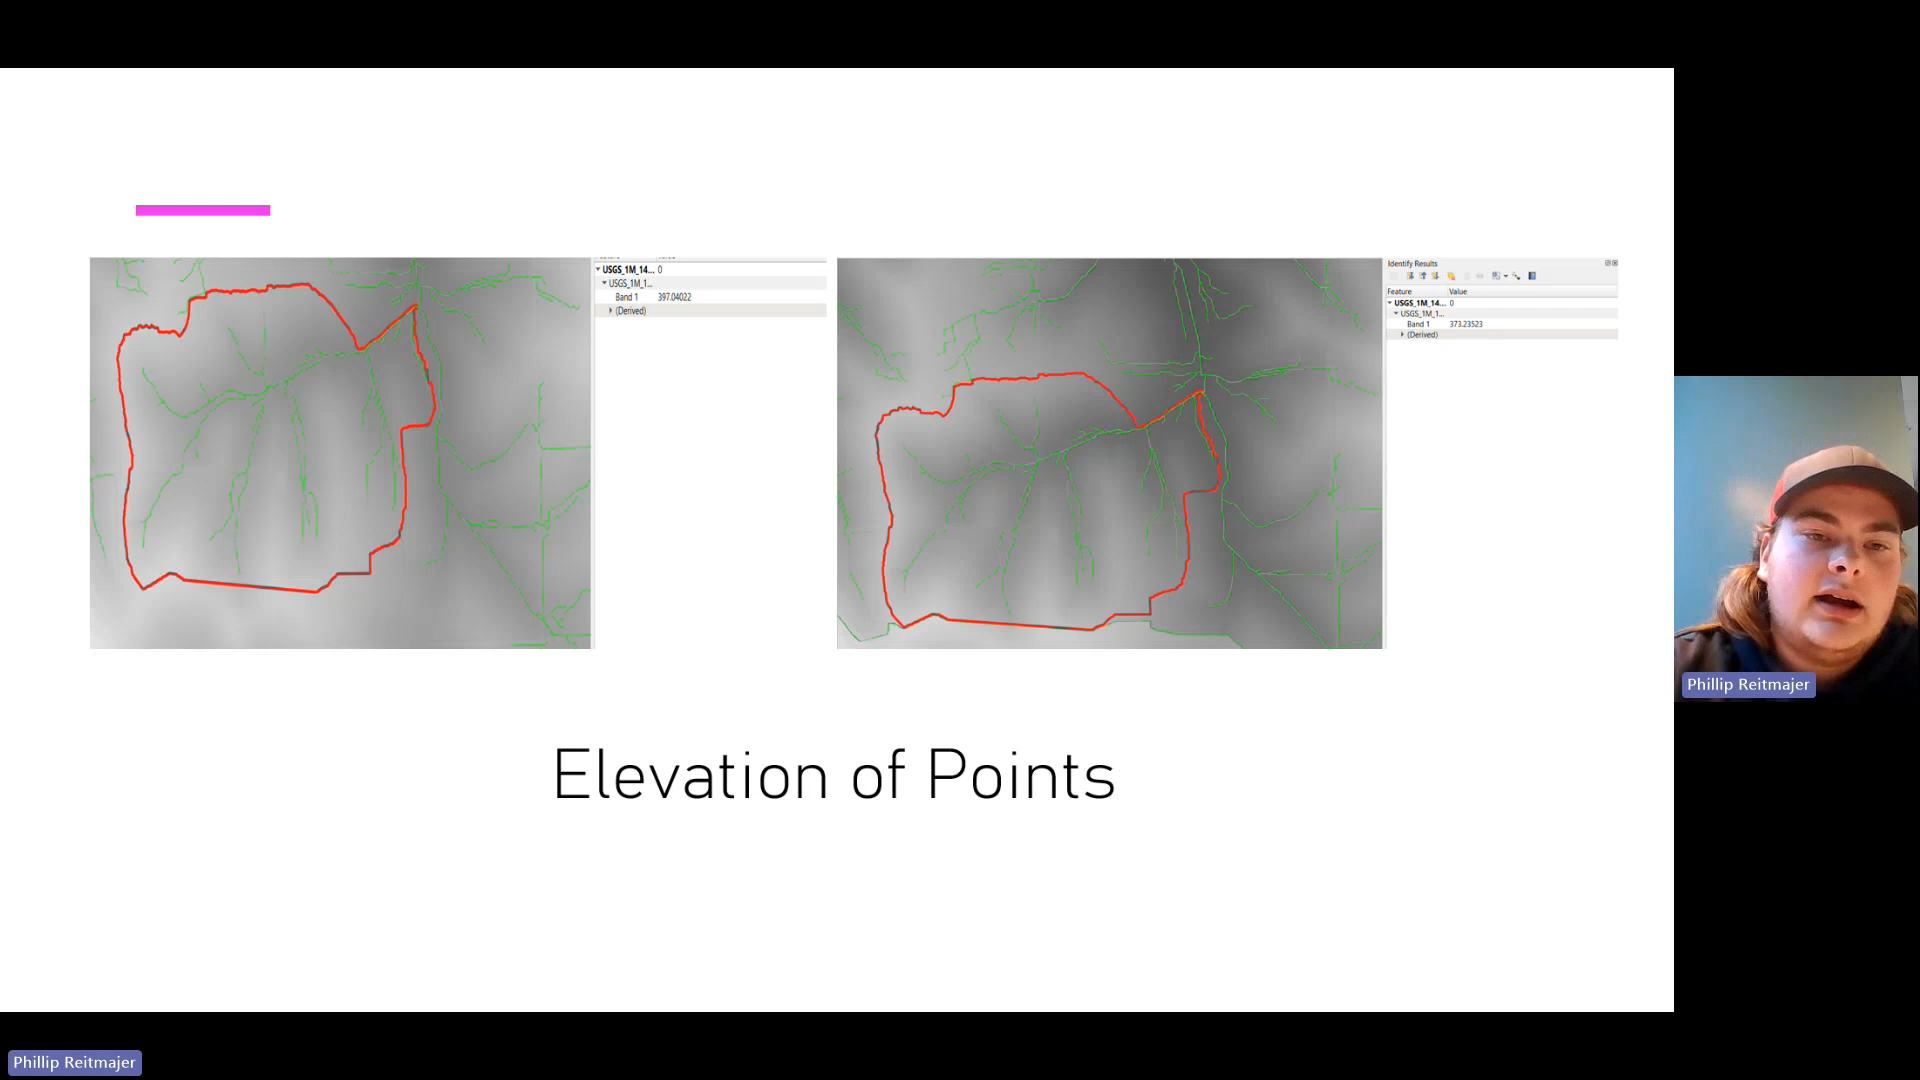 USGS_1M_14... 0
USGS_1M_1...
Band 1 397.04022
(Derived)
Identify Results
Feature Value
USGS_1M_14... 0
USGS_1M_1...
Band 1 373.23523
(Derived)
Elevation of Points
Phillip Reitmajer
Phillip Reitmajer